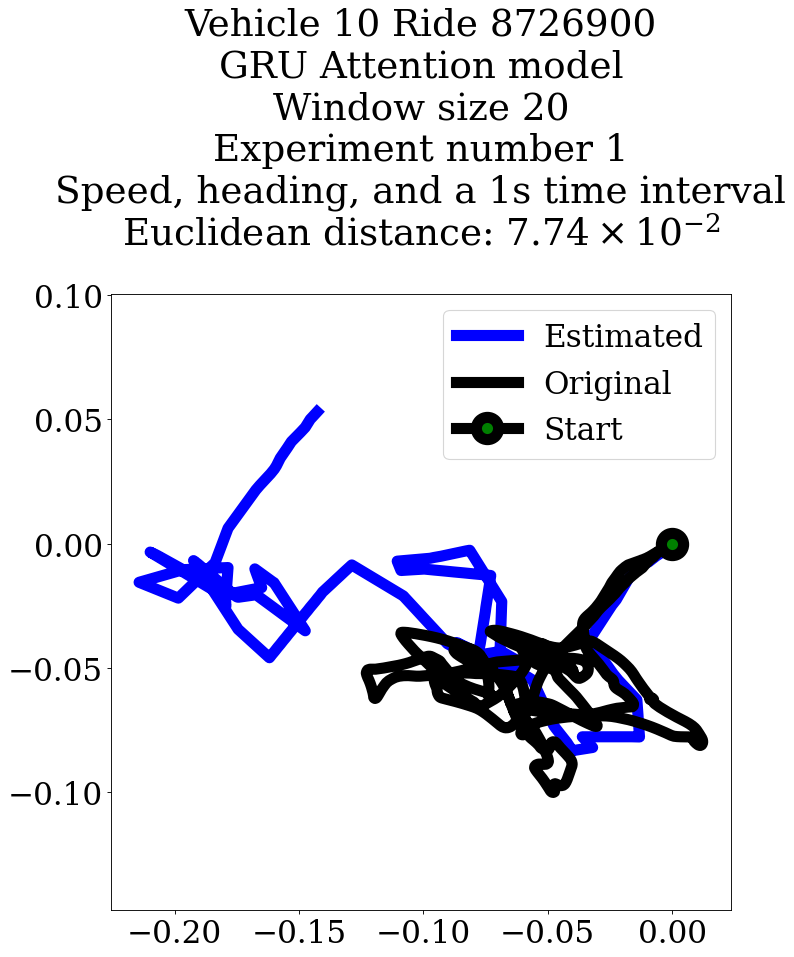 Vehicle 10 Ride 8726900
GRU Attention model
Window size 20
Experiment number 1
Speed, heading, and a 1s time interval
Euclidean distance: 7.74 × 10⁻²
0.10
0.05
0.00
−0.05
−0.10
Estimated
Original
Start
−0.20 −0.15 −0.10 −0.05 0.00